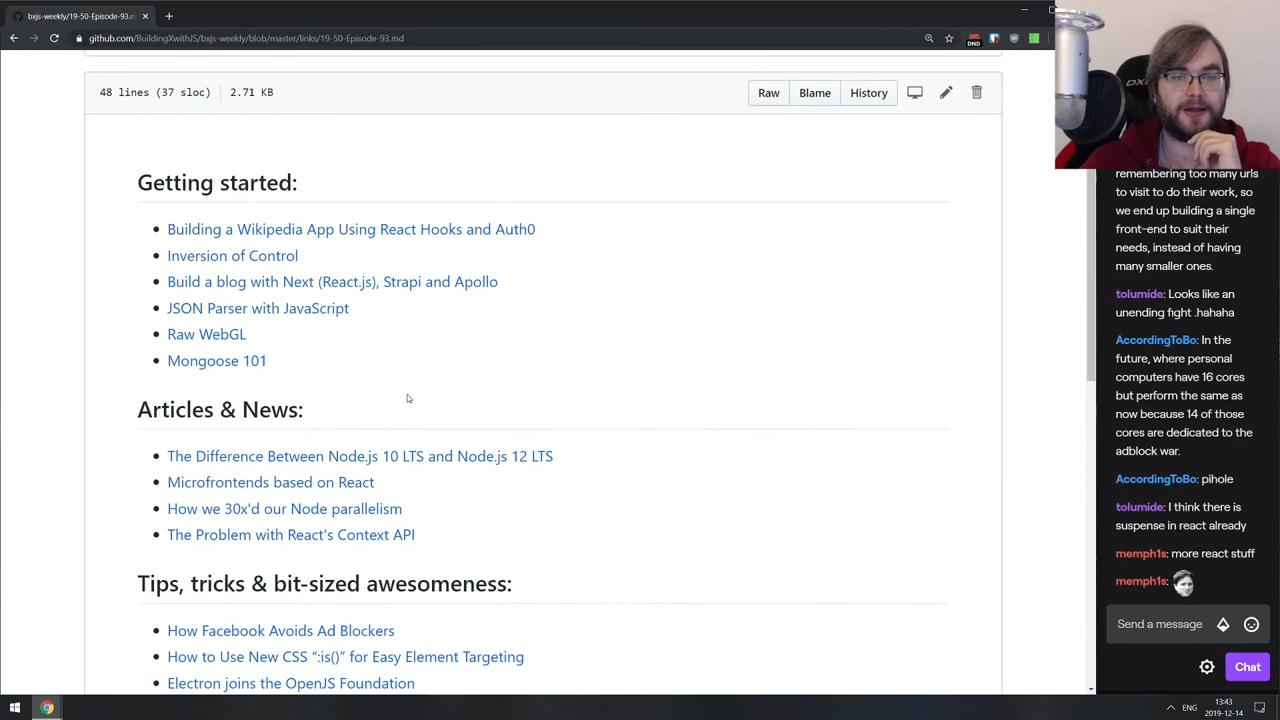 bxjs-weekly/19-50-Episode-93.m
github.com/BuildingXwithJS/bxjs-weekly/blob/master/links/19-50-Episode-93.md
DND
48 lines (37 sloc) 2.71 KB
Raw Blame History
Getting started:
Building a Wikipedia App Using React Hooks and Auth0
Inversion of Control
Build a blog with Next (React.js), Strapi and Apollo
JSON Parser with JavaScript
Raw WebGL
Mongoose 101
Articles & News:
The Difference Between Node.js 10 LTS and Node.js 12 LTS
Microfrontends based on React
How we 30x'd our Node parallelism
The Problem with React's Context API
Tips, tricks & bit-sized awesomeness:
How Facebook Avoids Ad Blockers
How to Use New CSS “:is()” for Easy Element Targeting
Electron joins the OpenJS Foundation
remembering too many urls
to visit to do their work, so
we end up building a single
front-end to suit their
needs, instead of having
many smaller ones.
tolumide: Looks like an
unending fight .hahaha
AccordingToBo: In the
future, where personal
computers have 16 cores
but perform the same as
now because 14 of those
cores are dedicated to the
adblock war.
AccordingToBo: pihole
tolumide: I think there is
suspense in react already
memph1s: more react stuff
memph1s:
Send a message
Chat
ENG
13:43
2019-12-14